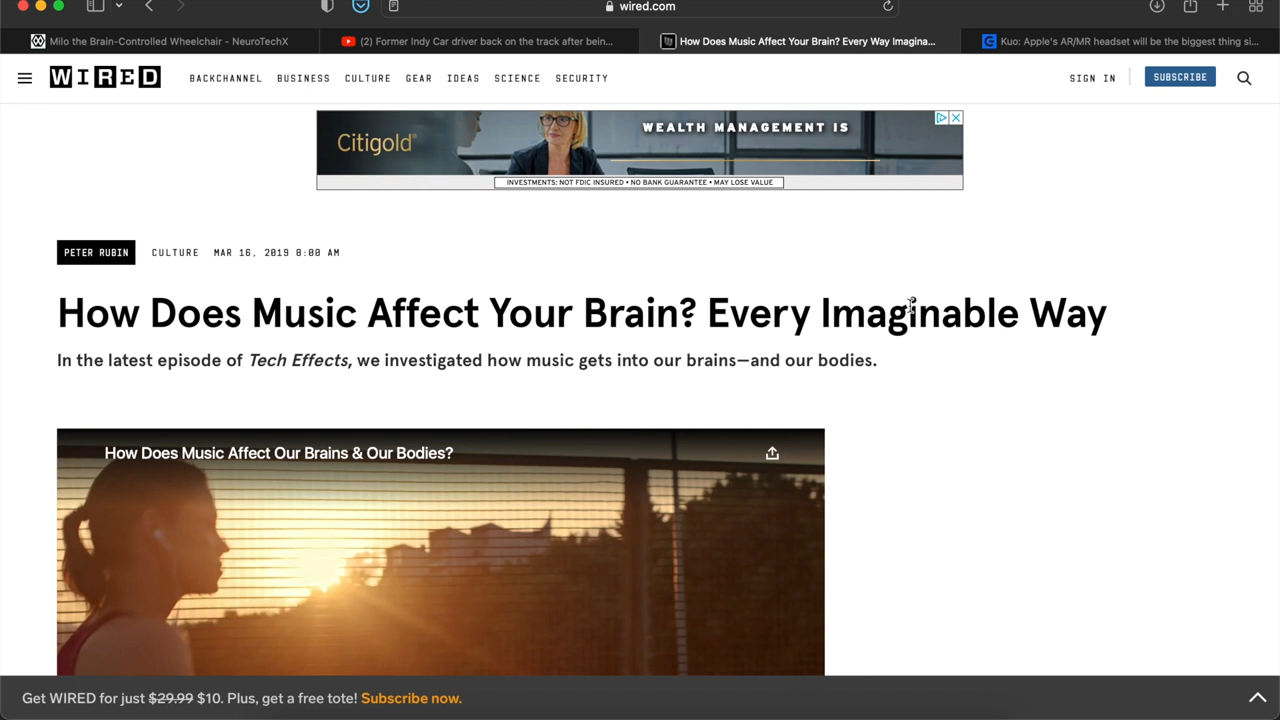 wired.com
Milo the Brain-Controlled Wheelchair - NeuroTechX
(2) Former Indy Car driver back on the track after bein...
How Does Music Affect Your Brain? Every Way Imagina...
Kuo: Apple's AR/MR headset will be the biggest thing si...
WIRED
BACKCHANNEL BUSINESS CULTURE GEAR IDEAS SCIENCE SECURITY
SIGN IN
SUBSCRIBE
Citigold
WEALTH MANAGEMENT IS
INVESTMENTS: NOT FDIC INSURED • NO BANK GUARANTEE • MAY LOSE VALUE
PETER RUBIN CULTURE MAR 16, 2019 8:00 AM
How Does Music Affect Your Brain? Every Imaginable Way
In the latest episode of Tech Effects, we investigated how music gets into our brains—and our bodies.
How Does Music Affect Our Brains & Our Bodies?
Get WIRED for just $29.99 $10. Plus, get a free tote! Subscribe now.